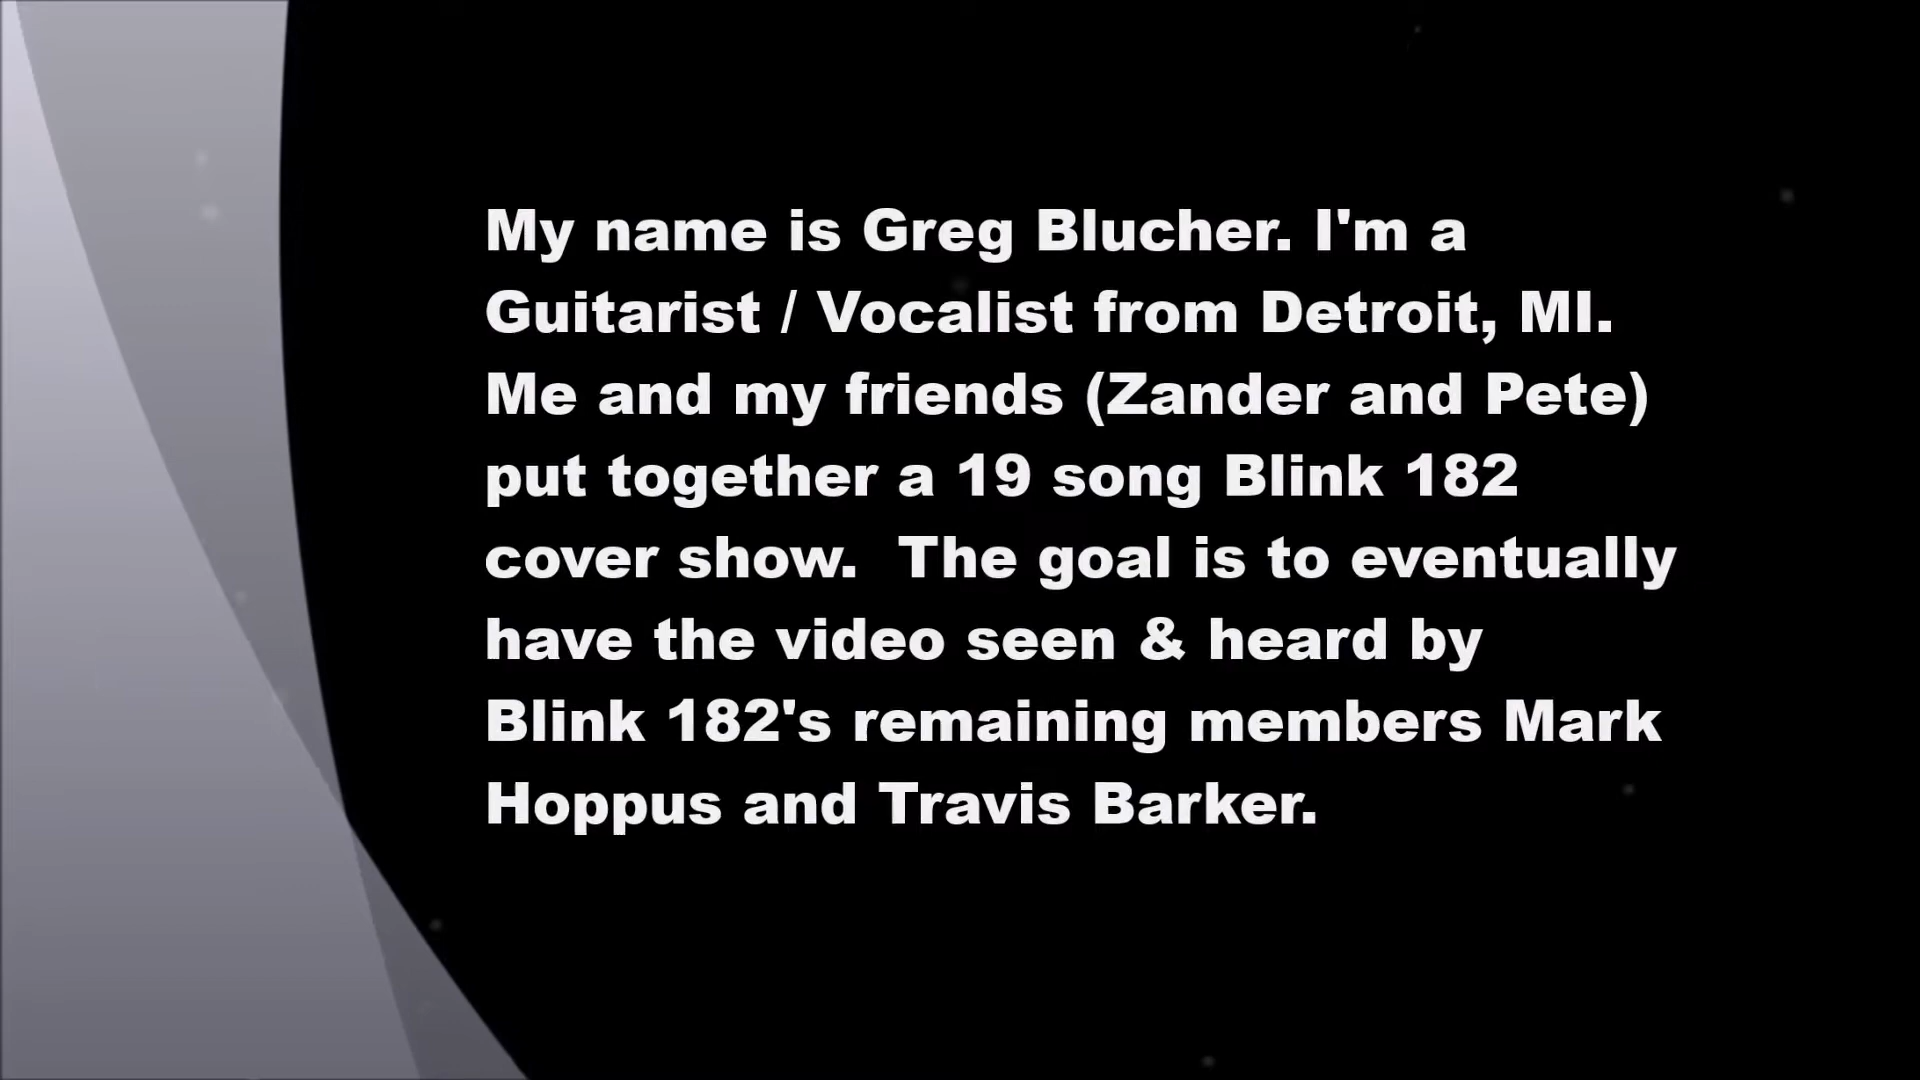 My name is Greg Blucher. I'm a
Guitarist / Vocalist from Detroit, MI.
Me and my friends (Zander and Pete)
put together a 19 song Blink 182
cover show.  The goal is to eventually
have the video seen & heard by
Blink 182's remaining members Mark
Hoppus and Travis Barker.